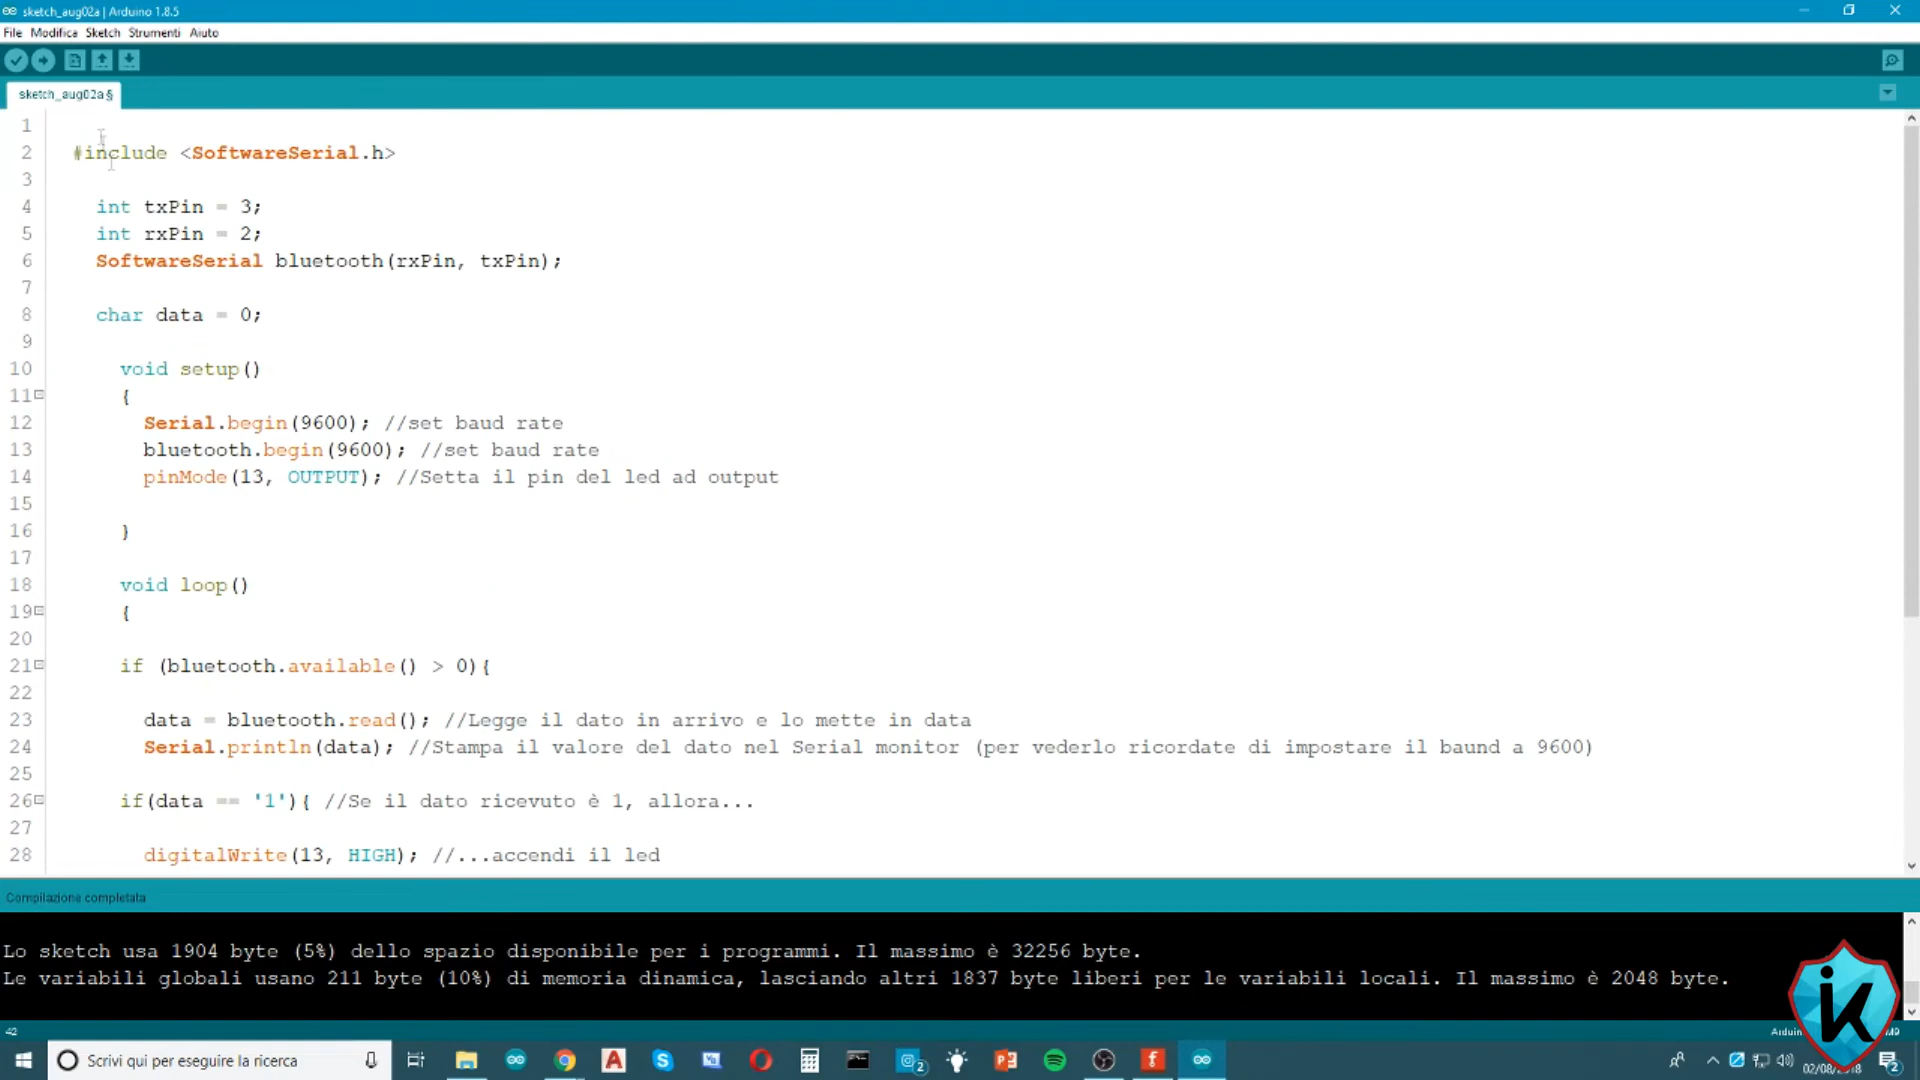 sketch_aug02a | Arduino 1.8.5
File Modifica Sketch Strumenti Aiuto
sketch_aug02a §
1
2 #include <SoftwareSerial.h>
3
4 int txPin = 3;
5 int rxPin = 2;
6 SoftwareSerial bluetooth(rxPin, txPin);
7
8 char data = 0;
9
10 void setup()
11 {
12 Serial.begin(9600); //set baud rate
13 bluetooth.begin(9600); //set baud rate
14 pinMode(13, OUTPUT); //Setta il pin del led ad output
15
16 }
17
18 void loop()
19 {
20
21 if (bluetooth.available() > 0){
22
23 data = bluetooth.read(); //Legge il dato in arrivo e lo mette in data
24 Serial.println(data); //Stampa il valore del dato nel Serial monitor (per vederlo ricordate di impostare il baund a 9600)
25
26 if(data == '1'){ //Se il dato ricevuto è 1, allora...
27
28 digitalWrite(13, HIGH); //...accendi il led
Compilazione completata
Lo sketch usa 1904 byte (5%) dello spazio disponibile per i programmi. Il massimo è 32256 byte.
Le variabili globali usano 211 byte (10%) di memoria dinamica, lasciando altri 1837 byte liberi per le variabili locali. Il massimo è 2048 byte.
42
ik
Scrivi qui per eseguire la ricerca